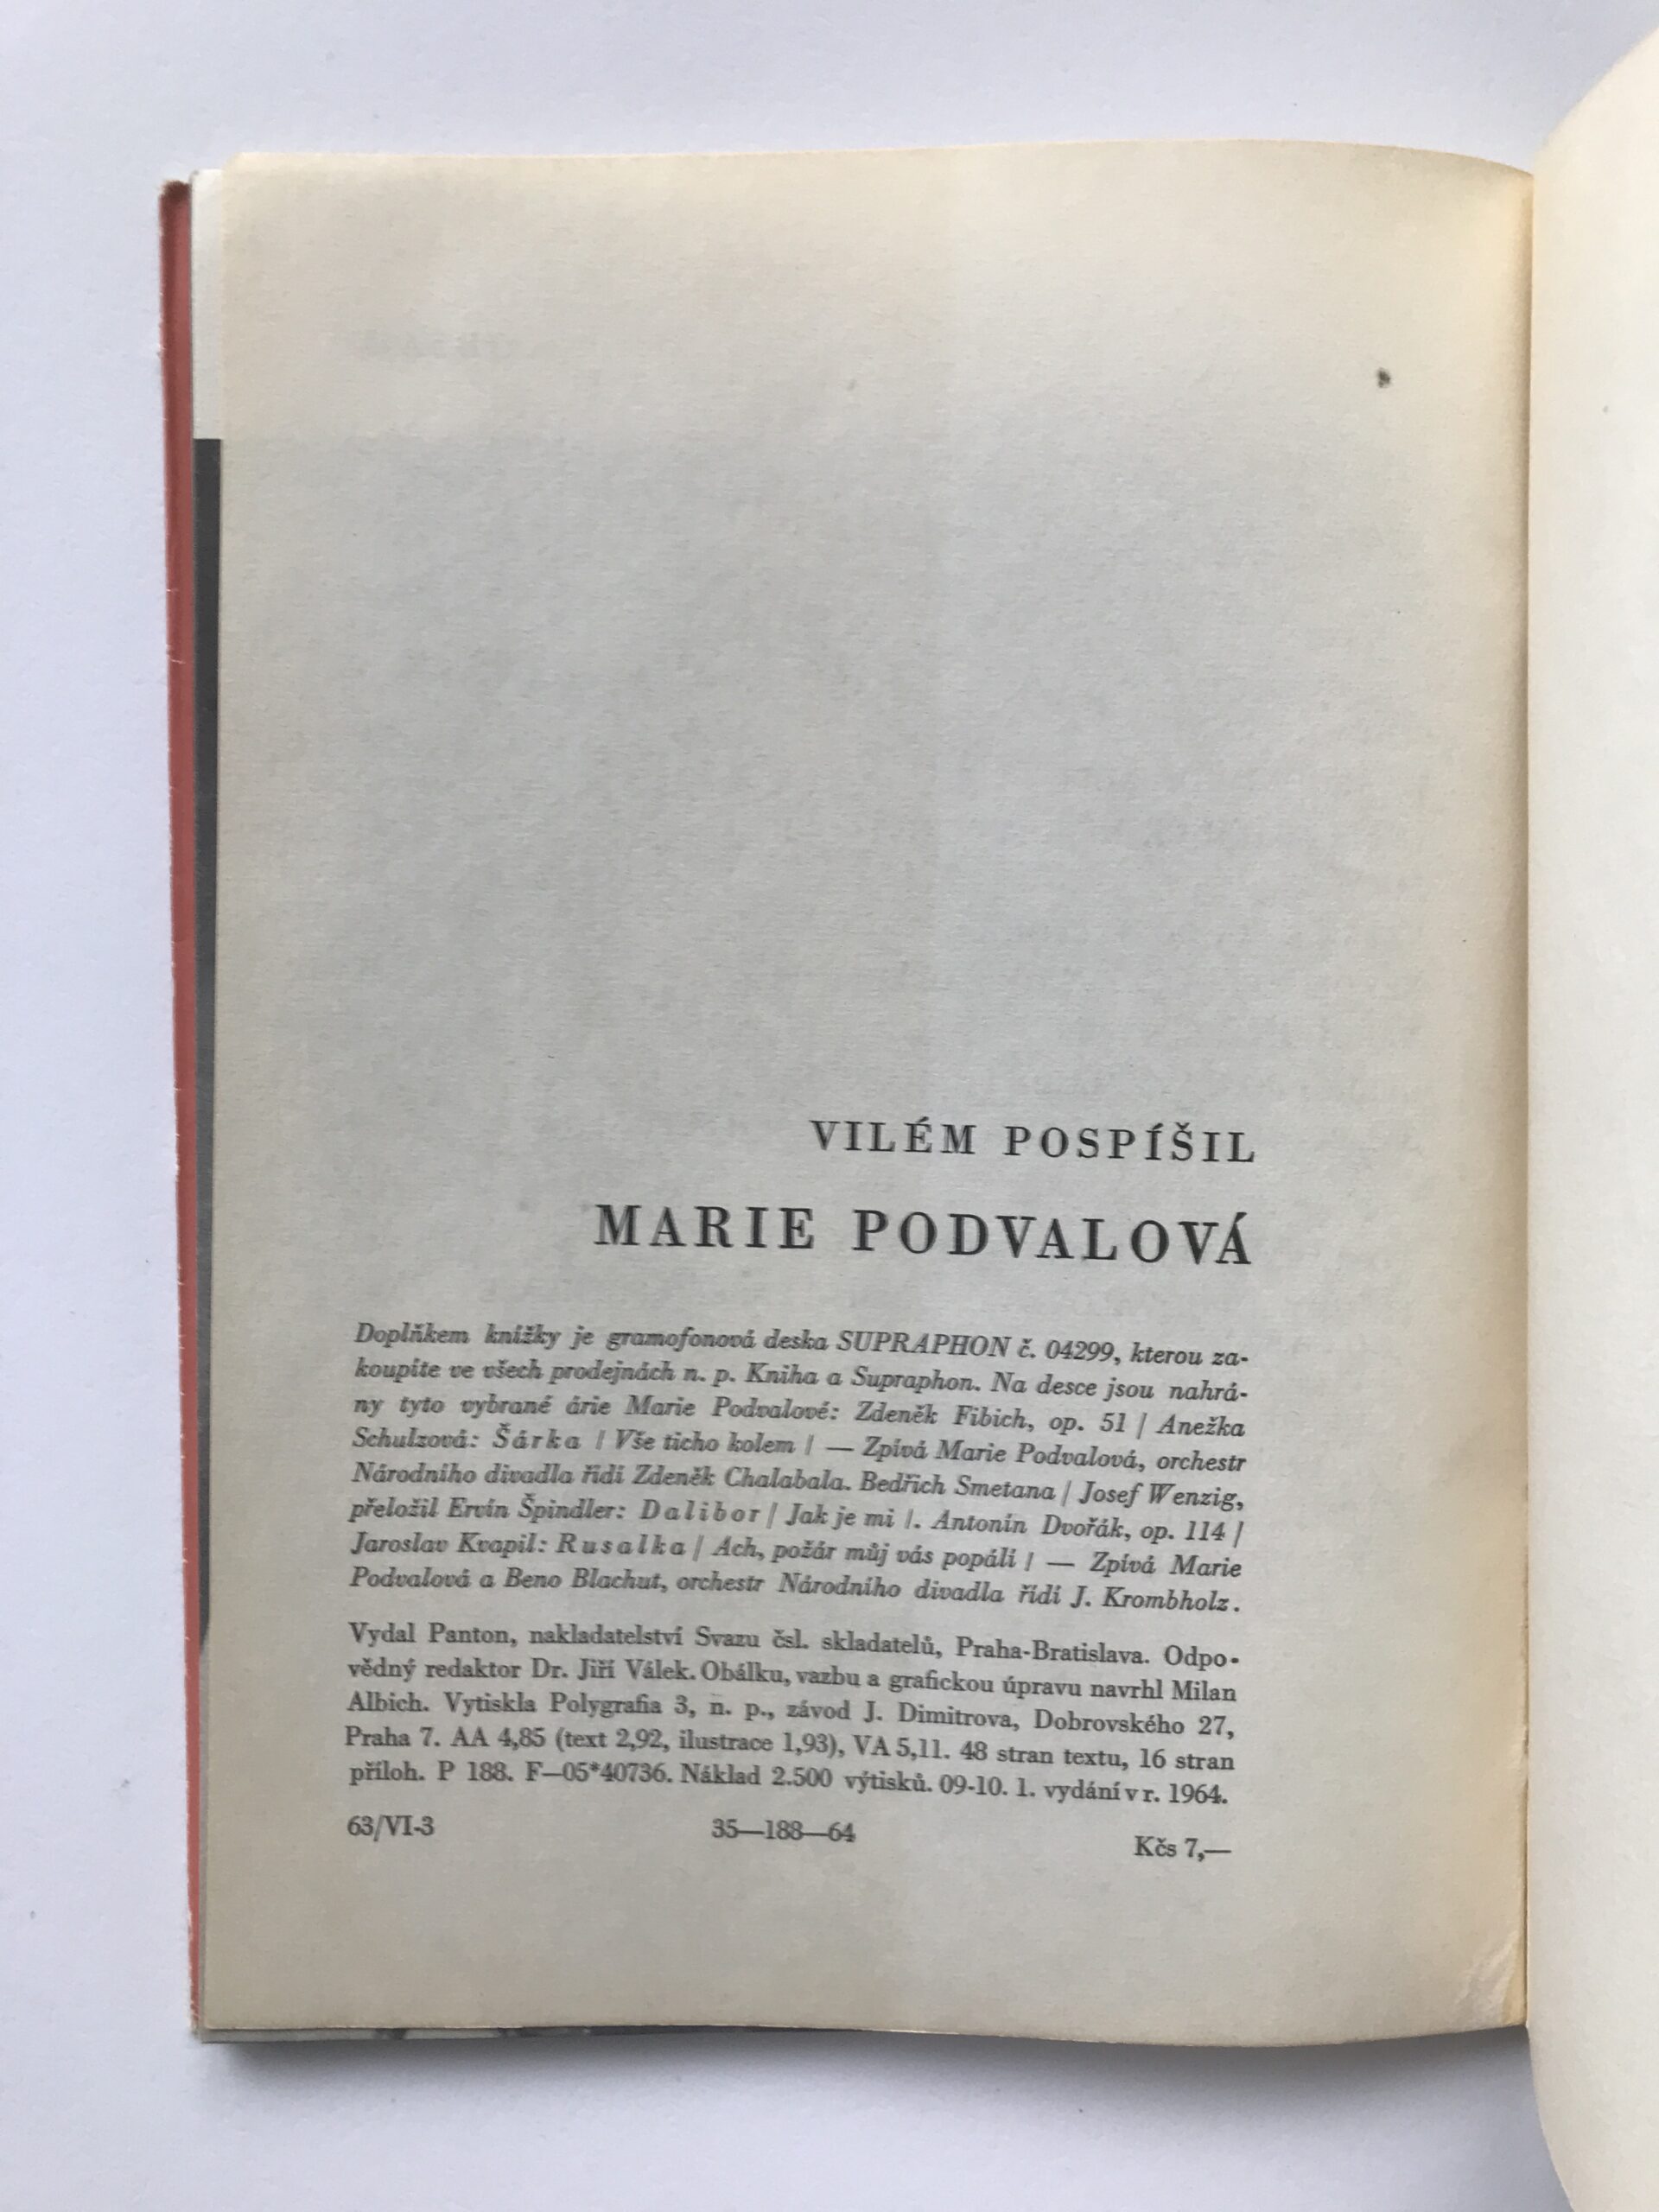 VILÉM POSPÍŠIL
MARIE PODVALOVÁ
Doplňkem knížky je gramofonová deska SUPRAPHON č. 04299, kterou za-
koupíte ve všech prodejnách n. p. Kniha a Supraphon. Na desce jsou nahrá-
ny tyto vybrané árie Marie Podvalové: Zdeněk Fibich, op. 51 / Anežka
Schulzová: Šárka / Vše ticho kolem / — Zpívá Marie Podvalová, orchestr
Národního divadla řídí Zdeněk Chalabala. Bedřich Smetana / Josef Wenzig,
přeložil Ervín Špindler: Dalibor / Jak je mi /. Antonín Dvořák, op. 114 /
Jaroslav Kvapil: Rusalka / Ach, požár můj vás popálí / — Zpívá Marie
Podvalová a Beno Blachut, orchestr Národního divadla řídí J. Krombholz.
Vydal Panton, nakladatelství Svazu čsl. skladatelů, Praha-Bratislava. Odpo-
vědný redaktor Dr. Jiří Válek. Obálku, vazbu a grafickou úpravu navrhl Milan
Albich. Vytiskla Polygrafia 3, n. p., závod J. Dimitrova, Dobrovského 27,
Praha 7. AA 4,85 (text 2,92, ilustrace 1,93), VA 5,11. 48 stran textu, 16 stran
příloh. P 188. F—05*40736. Náklad 2.500 výtisků. 09-10. 1. vydání v r. 1964.
63/VI-3 35—188—64 Kčs 7,—